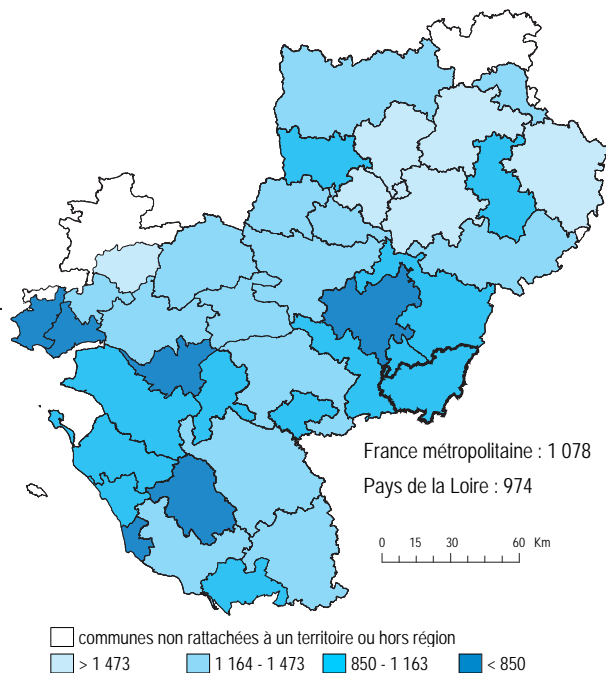 France métropolitaine : 1 078
Pays de la Loire : 974
0 15 30 60 Km
communes non rattachées à un territoire ou hors région
> 1 473 1 164 - 1 473 850 - 1 163 < 850